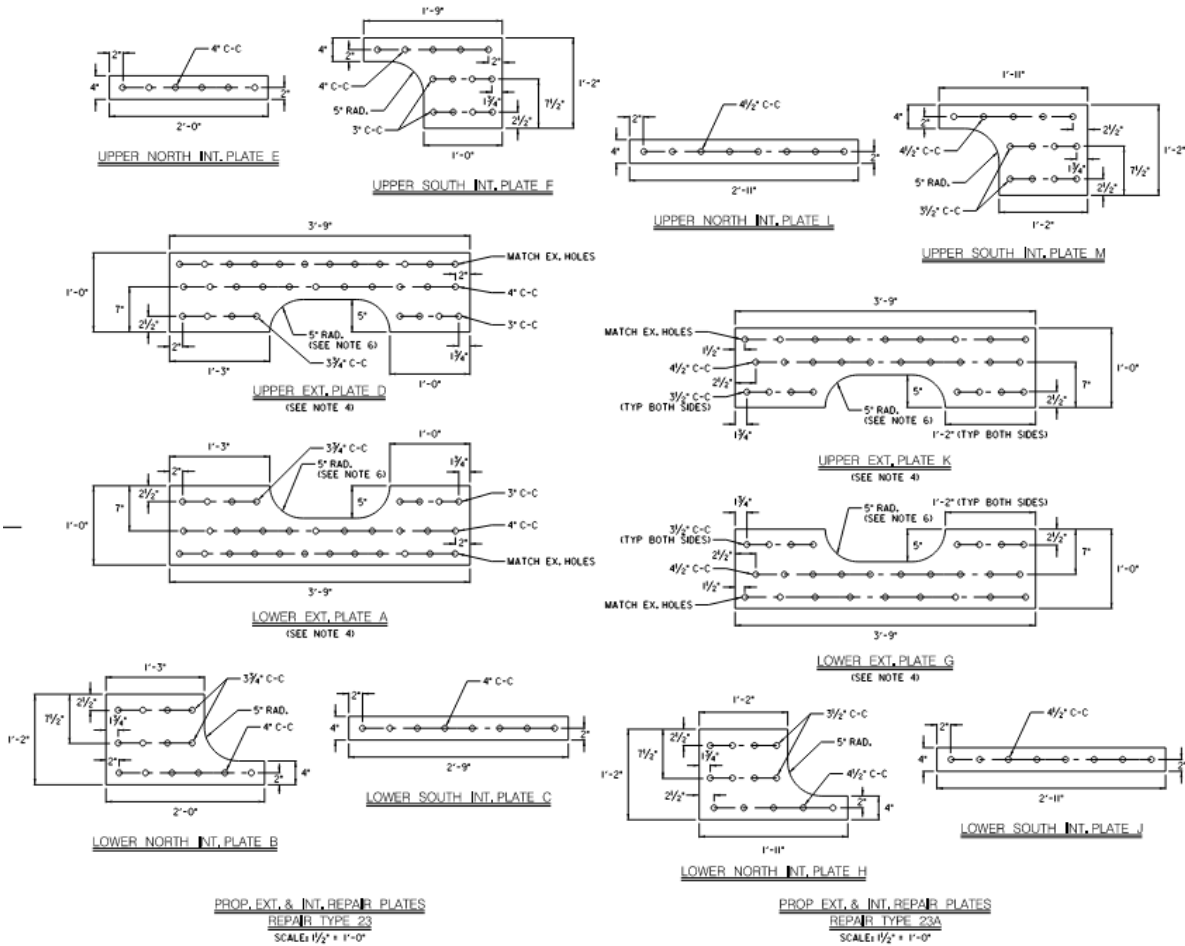 4" C-C
2"
4"
2"
2'-0"
UPPER NORTH INT. PLATE E
1'-9"
4"
2"
2"
4" C-C
1'-2"
5" RAD.
1¾"
7½"
3" C-C
2½"
1'-0"
UPPER SOUTH INT. PLATE F
4½" C-C
2"
4"
2"
2'-11"
UPPER NORTH INT. PLATE L
1'-11"
4"
2"
2½"
4½" C-C
1'-2"
5" RAD.
1¾"
7½"
3½" C-C
2½"
1'-2"
UPPER SOUTH INT. PLATE M
3'-9"
MATCH EX. HOLES
2"
1'-0"
4" C-C
7"
2½"
5"
3" C-C
2"
5" RAD.
(SEE NOTE 6)
1¾"
3¾" C-C
1'-3"
1'-0"
UPPER EXT. PLATE D
(SEE NOTE 4)
3'-9"
MATCH EX. HOLES
1½"
4½" C-C
1'-0"
2½"
7"
3½" C-C
(TYP BOTH SIDES)
5"
2½"
5" RAD.
(SEE NOTE 6)
1¾"
1'-2" (TYP BOTH SIDES)
UPPER EXT. PLATE K
(SEE NOTE 4)
1'-3"
3¾" C-C
1'-0"
2"
5" RAD.
(SEE NOTE 6)
1¾"
2½"
5"
3" C-C
7"
1'-0"
4" C-C
2"
MATCH EX. HOLES
3'-9"
LOWER EXT. PLATE A
(SEE NOTE 4)
1¾"
5" RAD.
(SEE NOTE 6)
1'-2" (TYP BOTH SIDES)
3½" C-C
(TYP BOTH SIDES)
5"
2½"
7"
2½"
4½" C-C
1'-0"
1½"
MATCH EX. HOLES
3'-9"
LOWER EXT. PLATE G
(SEE NOTE 4)
1'-3"
3¾" C-C
2½"
7½"
1¾"
5" RAD.
1'-2"
4" C-C
2"
2"
4"
2'-0"
LOWER NORTH INT. PLATE B
4" C-C
2"
4"
2"
2'-9"
LOWER SOUTH INT. PLATE C
1'-2"
3½" C-C
2½"
7½"
1¾"
5" RAD.
1'-2"
4½" C-C
2½"
2"
4"
1'-11"
LOWER NORTH INT. PLATE H
4½" C-C
2"
4"
2"
2'-11"
LOWER SOUTH INT. PLATE J
PROP. EXT. & INT. REPAIR PLATES
REPAIR TYPE 23
SCALE: 1½" = 1'-0"
PROP EXT. & INT. REPAIR PLATES
REPAIR TYPE 23A
SCALE: 1½" = 1'-0"